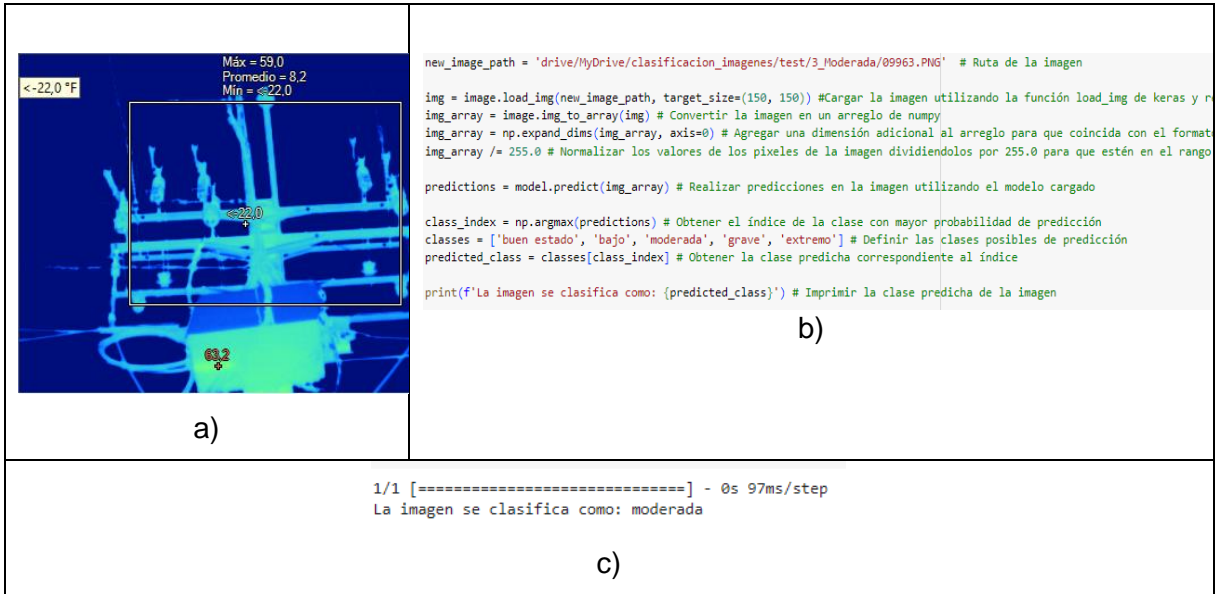 Máx = 59,0
Promedio = 8,2
Mín = <-22,0
<-22,0 °F
<-22,0
63,2
a)
new_image_path = 'drive/MyDrive/clasificacion_imagenes/test/3_Moderada/09963.PNG'  # Ruta de la imagen
img = image.load_img(new_image_path, target_size=(150, 150)) #Cargar la imagen utilizando la función load_img de keras y r
img_array = image.img_to_array(img) # Convertir la imagen en un arreglo de numpy
img_array = np.expand_dims(img_array, axis=0) # Agregar una dimensión adicional al arreglo para que coincida con el format
img_array /= 255.0 # Normalizar los valores de los pixeles de la imagen dividiendolos por 255.0 para que estén en el rango
predictions = model.predict(img_array) # Realizar predicciones en la imagen utilizando el modelo cargado
class_index = np.argmax(predictions) # Obtener el índice de la clase con mayor probabilidad de predicción
classes = ['buen estado', 'bajo', 'moderada', 'grave', 'extremo'] # Definir las clases posibles de predicción
predicted_class = classes[class_index] # Obtener la clase predicha correspondiente al índice
print(f'La imagen se clasifica como: {predicted_class}') # Imprimir la clase predicha de la imagen
b)
1/1 [==============================] - 0s 97ms/step
La imagen se clasifica como: moderada
c)